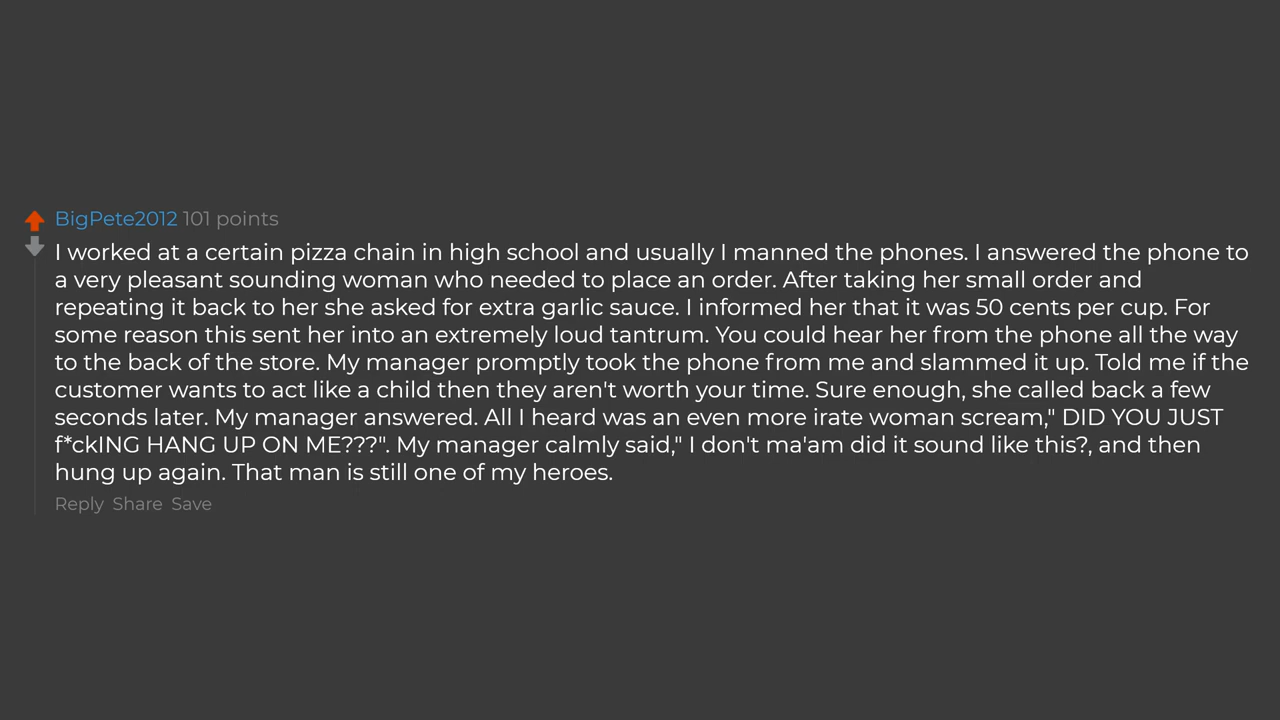 BigPete2012 101 points
I worked at a certain pizza chain in high school and usually I manned the phones. I answered the phone to
a very pleasant sounding woman who needed to place an order. After taking her small order and
repeating it back to her she asked for extra garlic sauce. I informed her that it was 50 cents per cup. For
some reason this sent her into an extremely loud tantrum. You could hear her from the phone all the way
to the back of the store. My manager promptly took the phone from me and slammed it up. Told me if the
customer wants to act like a child then they aren't worth your time. Sure enough, she called back a few
seconds later. My manager answered. All I heard was an even more irate woman scream," DID YOU JUST
f*ckING HANG UP ON ME???". My manager calmly said," I don't ma'am did it sound like this?, and then
hung up again. That man is still one of my heroes.
Reply Share Save